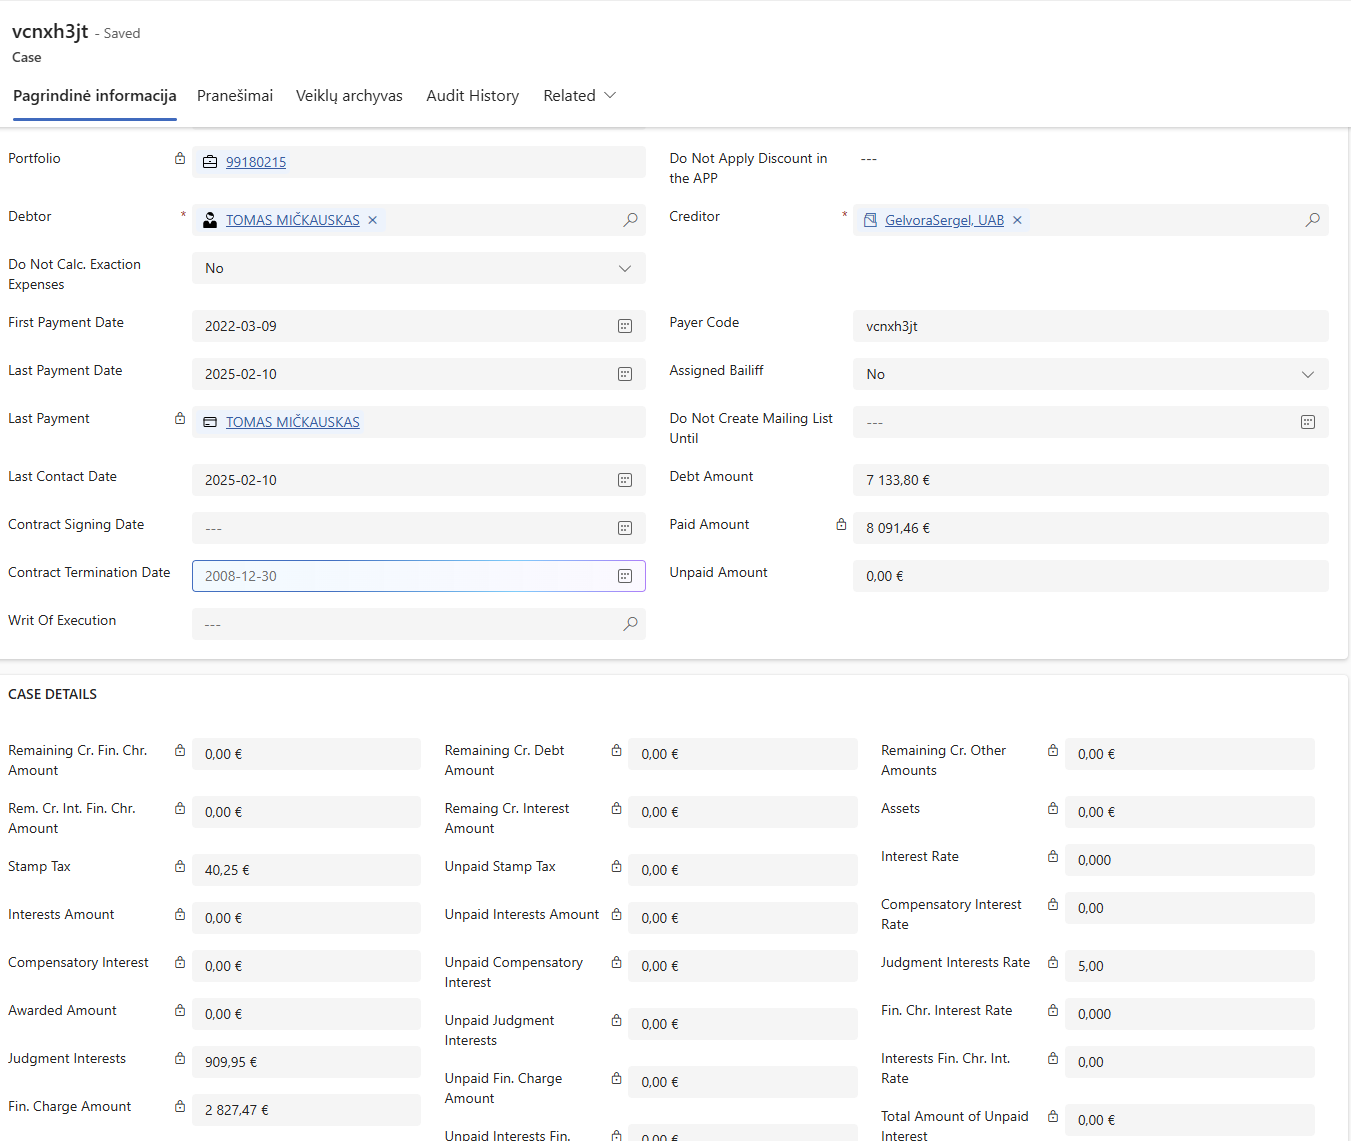 vcnxh3jt - Saved
Case
Pagrindinė informacija Pranešimai Veiklų archyvas Audit History Related
Portfolio 99180215 Do Not Apply Discount in the APP ---
Debtor * TOMAS MIČKAUSKAS Creditor * GelvoraSergel, UAB
Do Not Calc. Exaction Expenses No
First Payment Date 2022-03-09 Payer Code vcnxh3jt
Last Payment Date 2025-02-10 Assigned Bailiff No
Last Payment TOMAS MIČKAUSKAS Do Not Create Mailing List Until ---
Last Contact Date 2025-02-10 Debt Amount 7 133,80 €
Contract Signing Date --- Paid Amount 8 091,46 €
Contract Termination Date 2008-12-30 Unpaid Amount 0,00 €
Writ Of Execution ---
CASE DETAILS
Remaining Cr. Fin. Chr. Amount 0,00 € Remaining Cr. Debt Amount 0,00 € Remaining Cr. Other Amounts 0,00 €
Rem. Cr. Int. Fin. Chr. Amount 0,00 € Remaing Cr. Interest Amount 0,00 € Assets 0,00 €
Stamp Tax 40,25 € Unpaid Stamp Tax 0,00 € Interest Rate 0,000
Interests Amount 0,00 € Unpaid Interests Amount 0,00 € Compensatory Interest Rate 0,00
Compensatory Interest 0,00 € Unpaid Compensatory Interest 0,00 € Judgment Interests Rate 5,00
Awarded Amount 0,00 € Unpaid Judgment Interests 0,00 € Fin. Chr. Interest Rate 0,000
Judgment Interests 909,95 € Unpaid Fin. Charge Amount 0,00 € Interests Fin. Chr. Int. Rate 0,00
Fin. Charge Amount 2 827,47 € Unpaid Interests Fin. 0,00 € Total Amount of Unpaid Interest 0,00 €